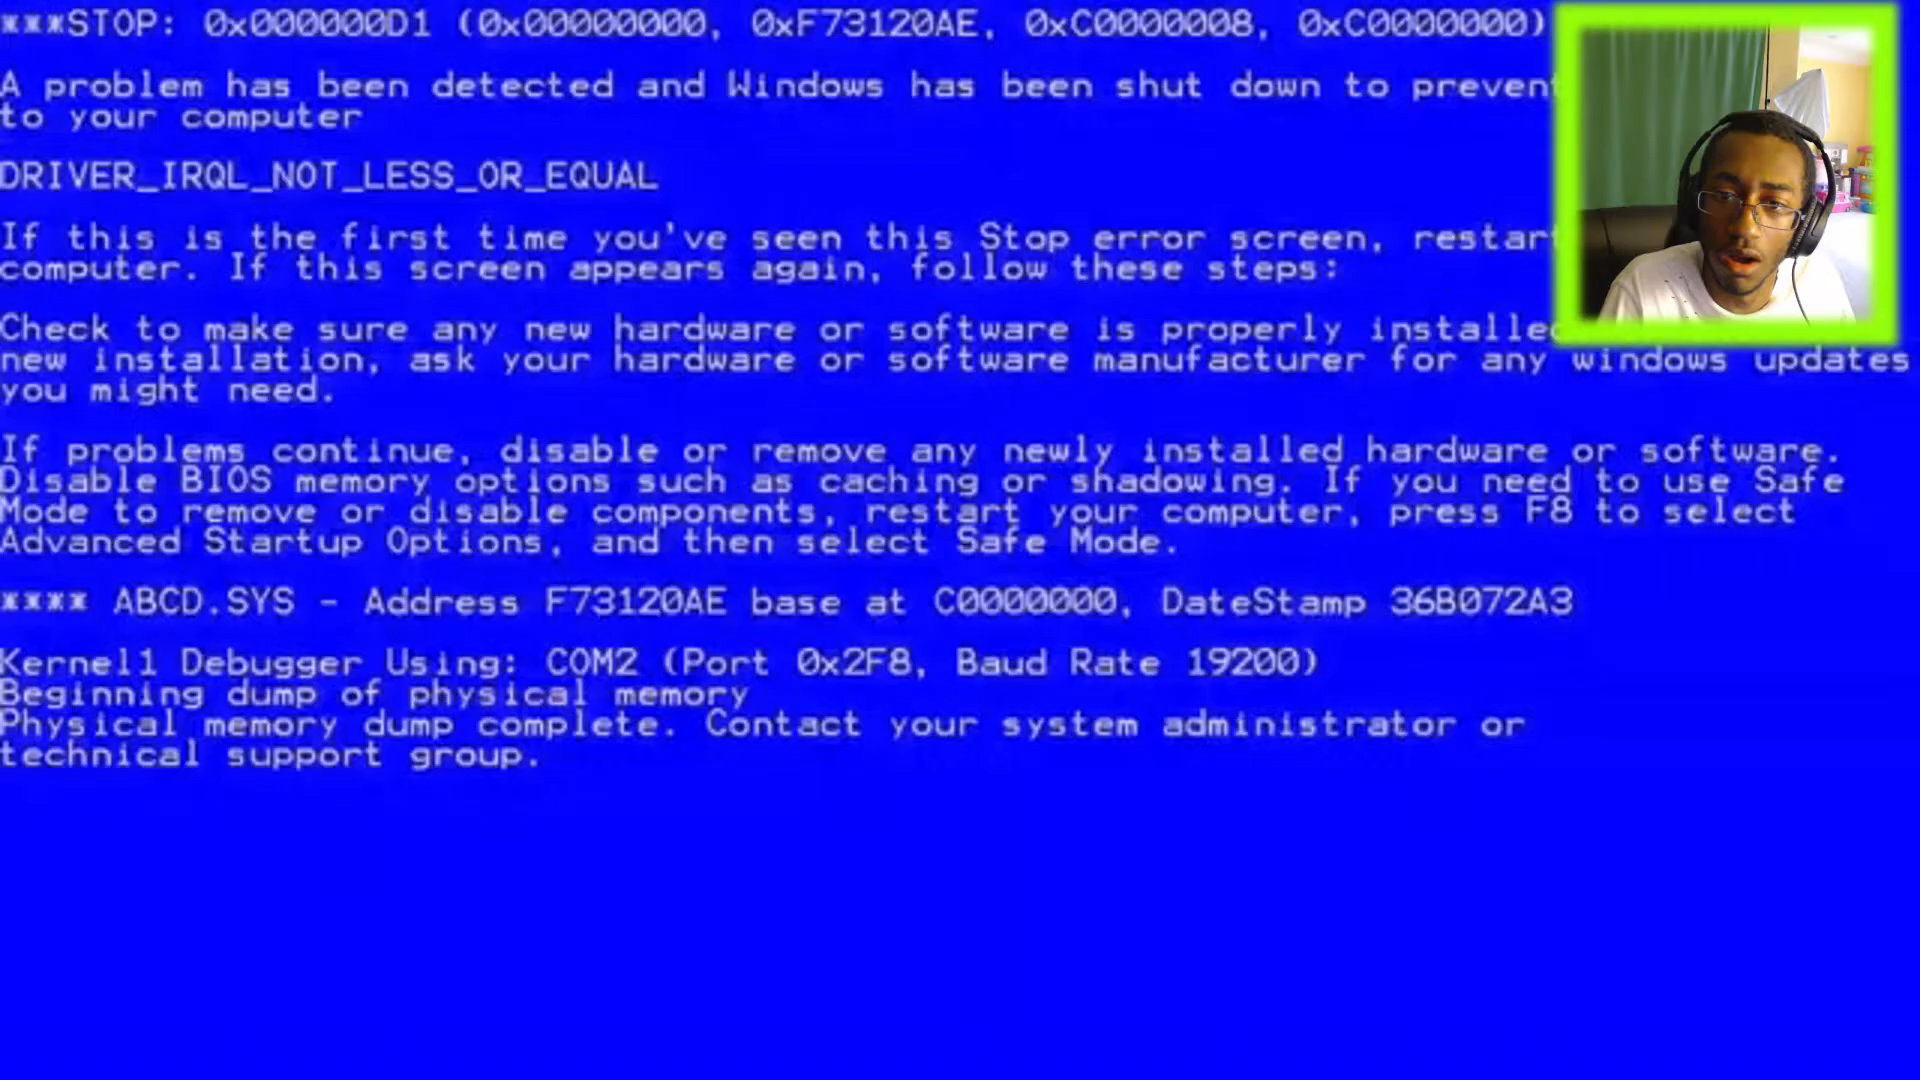 ***STOP: 0x000000D1 (0x00000000, 0xF73120AE, 0xC0000008, 0xC0000000)
A problem has been detected and Windows has been shut down to prevent
to your computer
DRIVER_IRQL_NOT_LESS_OR_EQUAL
If this is the first time you've seen this Stop error screen, restart
computer. If this screen appears again, follow these steps:
Check to make sure any new hardware or software is properly installed
new installation, ask your hardware or software manufacturer for any windows updates
you might need.
If problems continue, disable or remove any newly installed hardware or software.
Disable BIOS memory options such as caching or shadowing. If you need to use Safe
Mode to remove or disable components, restart your computer, press F8 to select
Advanced Startup Options, and then select Safe Mode.
**** ABCD.SYS - Address F73120AE base at C0000000, DateStamp 36B072A3
Kernel1 Debugger Using: COM2 (Port 0x2F8, Baud Rate 19200)
Beginning dump of physical memory
Physical memory dump complete. Contact your system administrator or
technical support group.